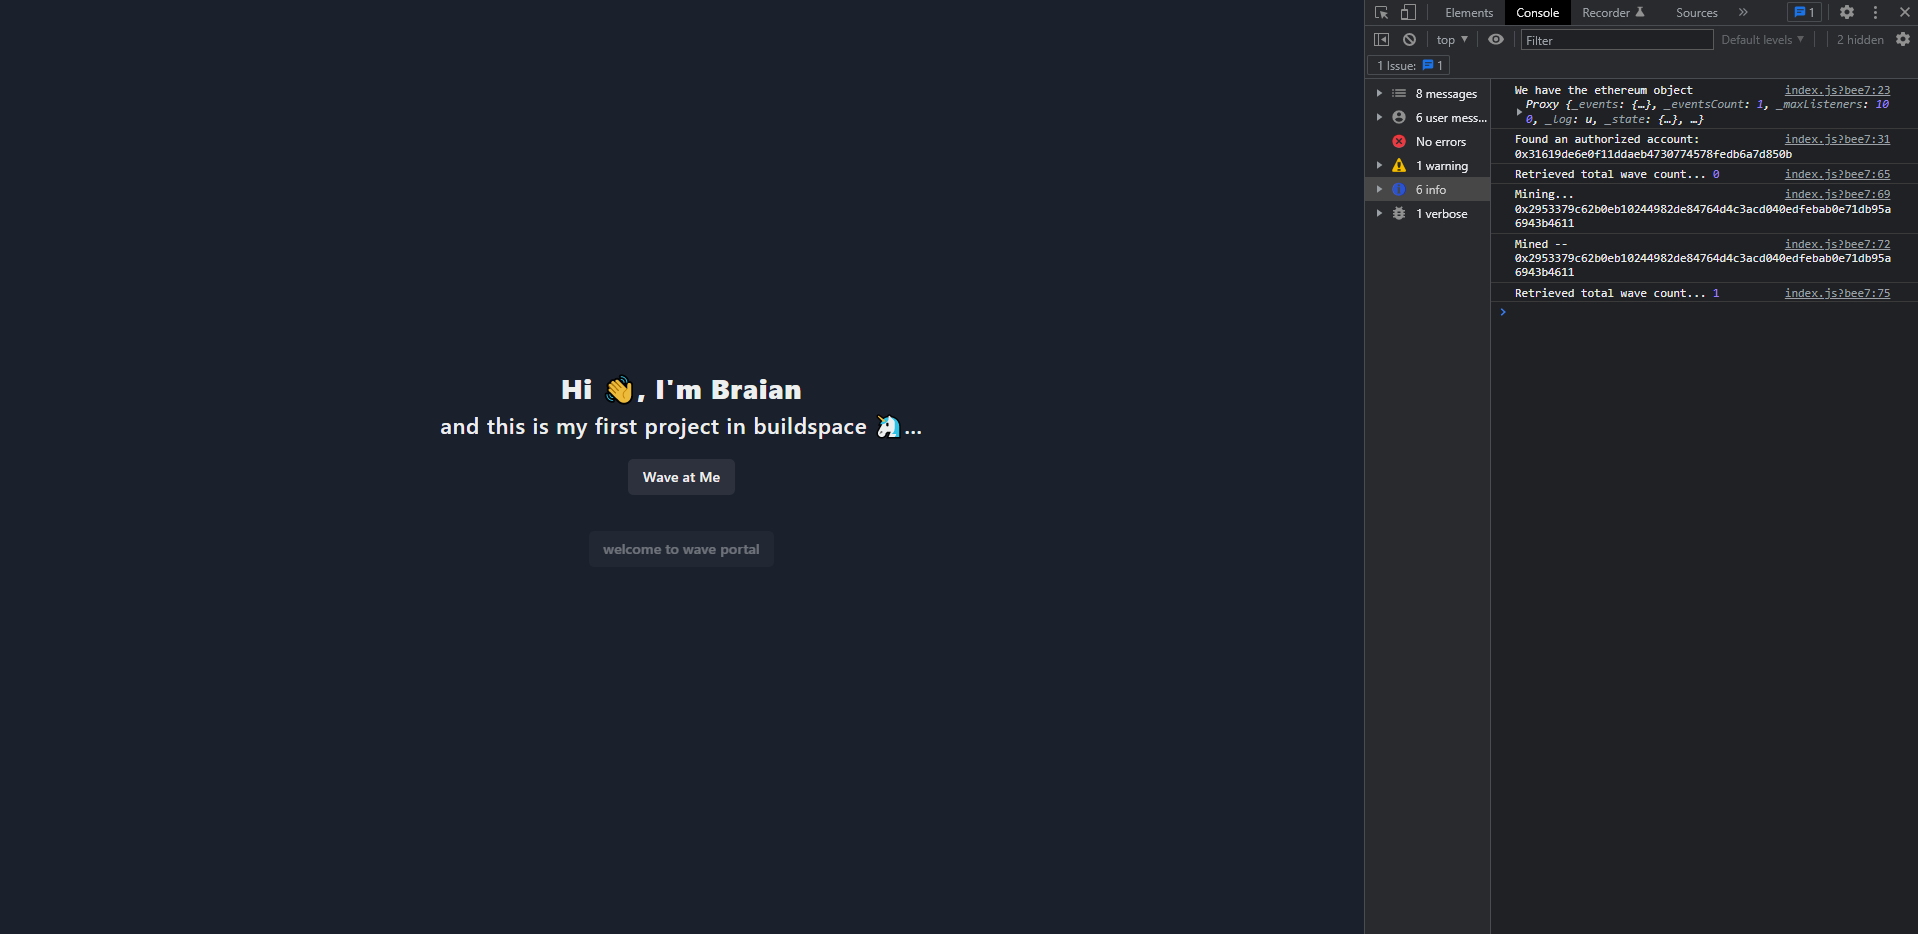 Hi 👋, I'm Braian
and this is my first project in buildspace 🦄...
Wave at Me
welcome to wave portal
Elements Console Recorder Sources » 1
top Filter Default levels 2 hidden
1 Issue: 1
8 messages
6 user mess...
No errors
1 warning
6 info
1 verbose
We have the ethereum object index.js?bee7:23
Proxy {_events: {…}, _eventsCount: 1, _maxListeners: 10
0, _log: u, _state: {…}, …}
Found an authorized account: index.js?bee7:31
0x31619de6e0f11ddaeb4730774578fedb6a7d850b
Retrieved total wave count... 0 index.js?bee7:65
Mining... index.js?bee7:69
0x2953379c62b0eb10244982de84764d4c3acd040edfebab0e71db95a
6943b4611
Mined -- index.js?bee7:72
0x2953379c62b0eb10244982de84764d4c3acd040edfebab0e71db95a
6943b4611
Retrieved total wave count... 1 index.js?bee7:75